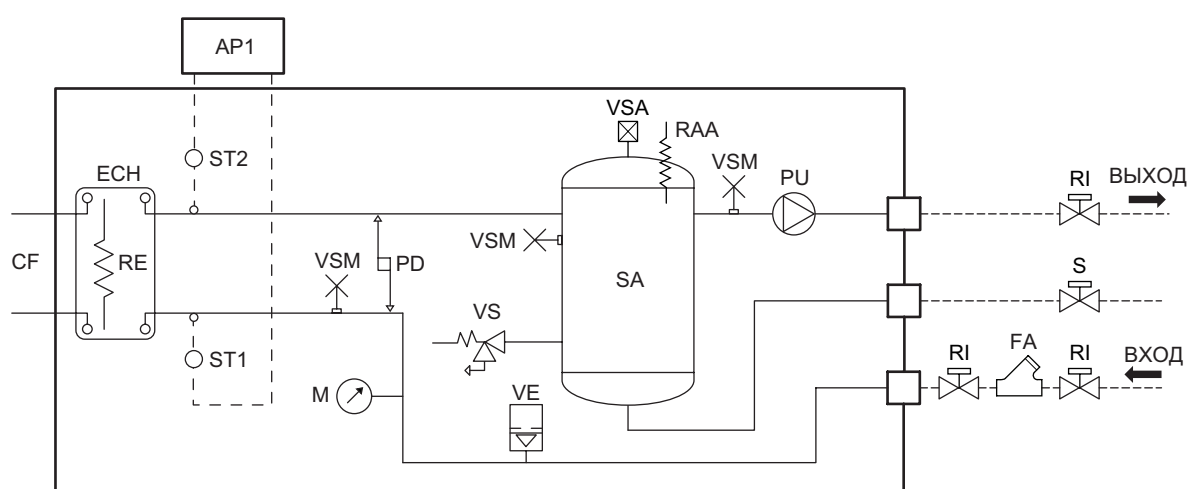 AP1
VSA
RAA
ST2
ECH
VSM
PU
RI
ВЫХОД
VSM
CF
RE
VSM
PD
SA
S
VS
FA
ST1
RI
RI
ВХОД
M
VE